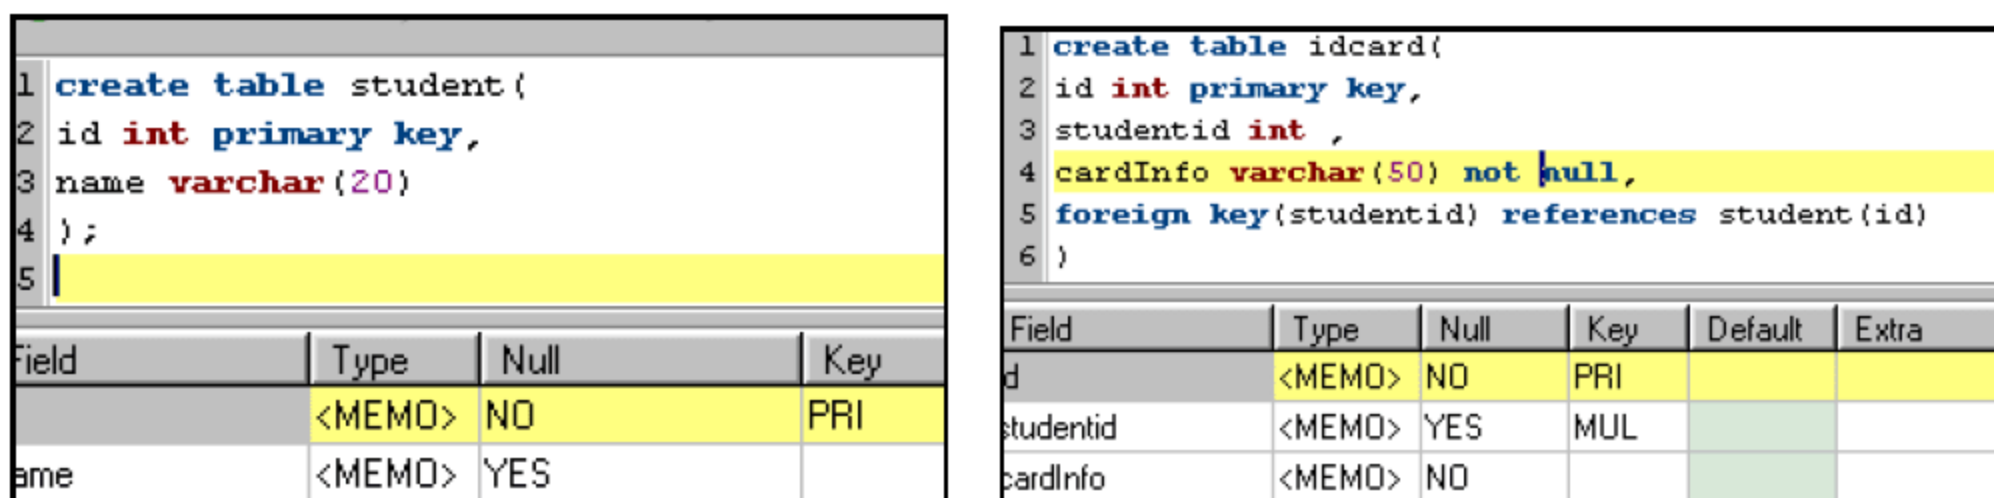 1 create table student(
2 id int primary key,
3 name varchar(20)
4 );
5
Field Type Null Key
<MEMO> NO PRI
ame <MEMO> YES
1 create table idcard(
2 id int primary key,
3 studentid int ,
4 cardInfo varchar(50) not null,
5 foreign key(studentid) references student(id)
6 )
Field Type Null Key Default Extra
d <MEMO> NO PRI
studentid <MEMO> YES MUL
cardInfo <MEMO> NO